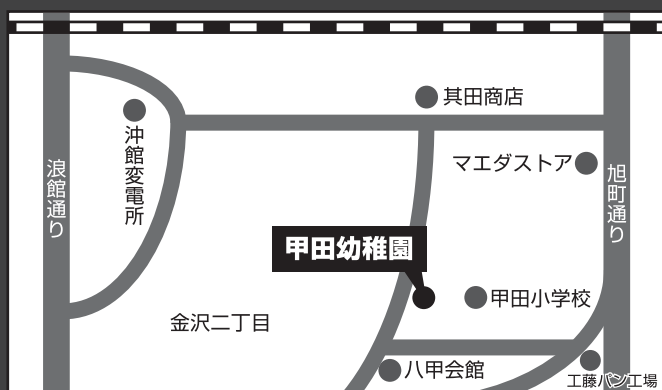 其田商店
沖館変電所
マエダストア
浪館通り
旭町通り
甲田幼稚園
甲田小学校
金沢二丁目
八甲会館
工藤パン工場